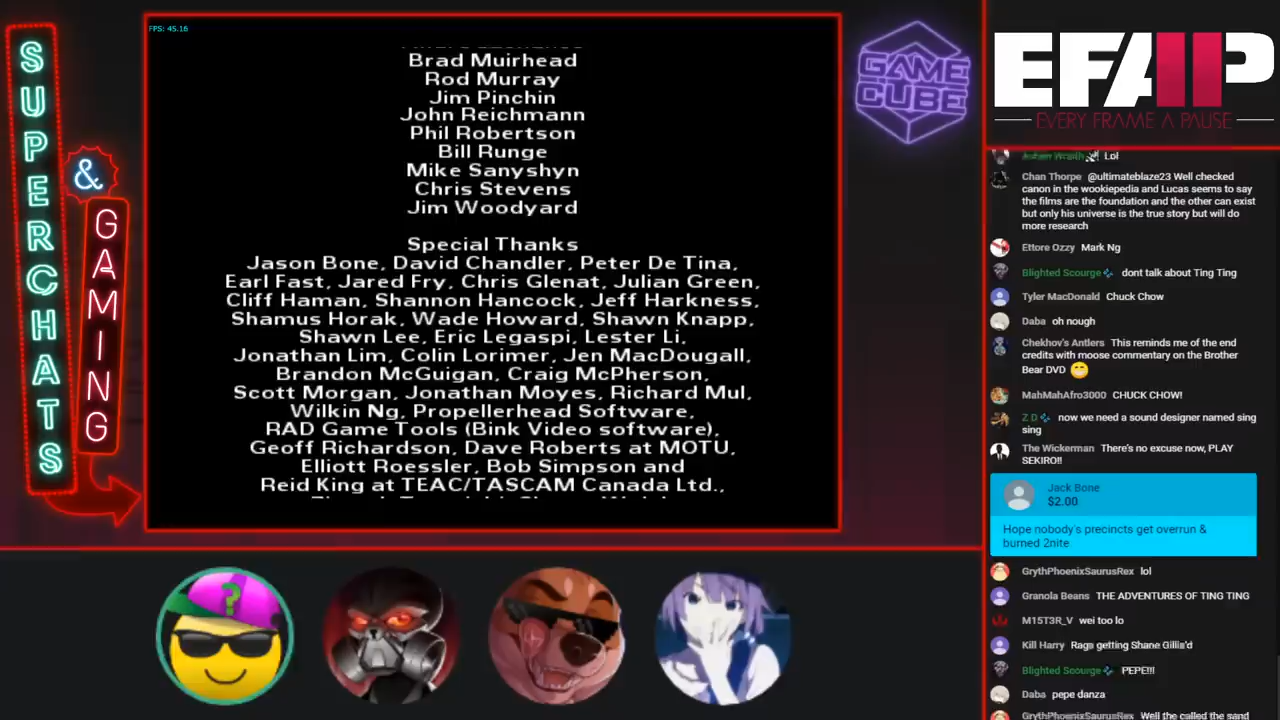 FPS: 45.16
SUPERCHATS
&
GAMING
Brad Muirhead
Rod Murray
Jim Pinchin
John Reichmann
Phil Robertson
Bill Runge
Mike Sanyshyn
Chris Stevens
Jim Woodyard
Special Thanks
Jason Bone, David Chandler, Peter De Tina,
Earl Fast, Jared Fry, Chris Glenat, Julian Green,
Cliff Haman, Shannon Hancock, Jeff Harkness,
Shamus Horak, Wade Howard, Shawn Knapp,
Shawn Lee, Eric Legaspi, Lester Li,
Jonathan Lim, Colin Lorimer, Jen MacDougall,
Brandon McGuigan, Craig McPherson,
Scott Morgan, Jonathan Moyes, Richard Mul,
Wilkin Ng, Propellerhead Software,
RAD Game Tools (Bink Video software),
Geoff Richardson, Dave Roberts at MOTU,
Elliott Roessler, Bob Simpson and
Reid King at TEAC/TASCAM Canada Ltd.,
GAME
CUBE
?
EFAP
EVERY FRAME A PAUSE
Lol
Chan Thorpe @ultimateblaze23 Well checked
canon in the wookiepedia and Lucas seems to say
the films are the foundation and the other can exist
but only his universe is the true story but will do
more research
Ettore Ozzy Mark Ng
Blighted Scourge dont talk about Ting Ting
Tyler MacDonald Chuck Chow
Daba oh nough
Chekhov's Antlers This reminds me of the end
credits with moose commentary on the Brother
Bear DVD
MahMahAfro3000 CHUCK CHOW!
Z D now we need a sound designer named sing
sing
The Wickerman There's no excuse now, PLAY
SEKIRO!!
Jack Bone
$2.00
Hope nobody's precincts get overrun &
burned 2nite
GrythPhoenixSaurusRex lol
Granola Beans THE ADVENTURES OF TING TING
M15T3R_V wei too lo
Kill Harry Rags getting Shane Gillis'd
Blighted Scourge PEPE!!!
Daba pepe danza
GrythPhoenixSaurusRex Well the called the sand